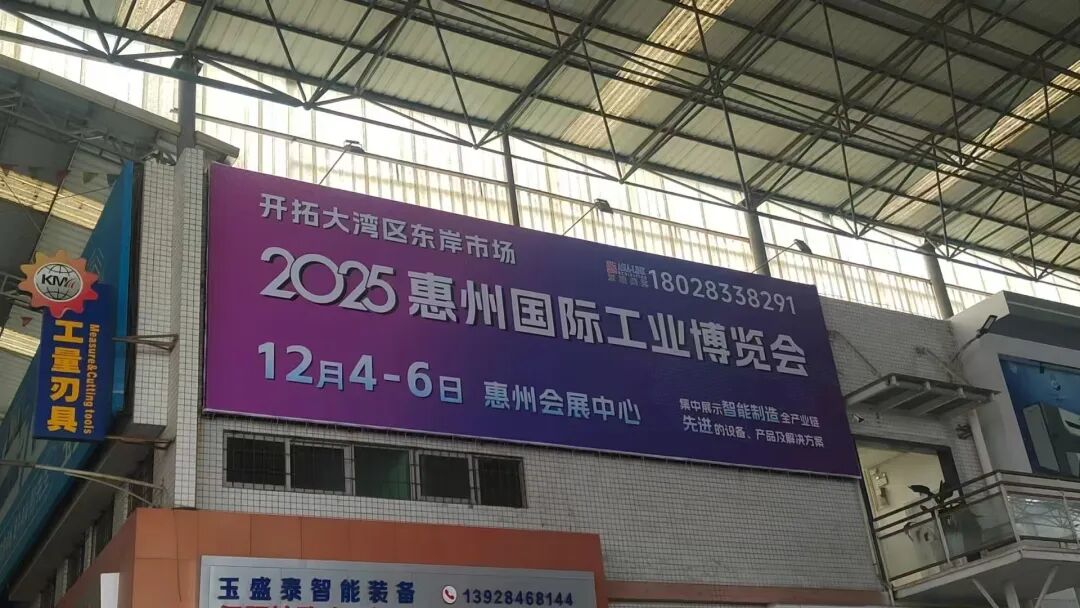 开拓大湾区东岸市场
ASIA-LINK
18028338291
2025 惠州国际工业博览会
12月4-6日 惠州会展中心
集中展示智能制造全产业链
先进的设备、产品及解决方案
KM
工量刃具
Measure&Cutting tools
玉盛泰智能装备
13928468144